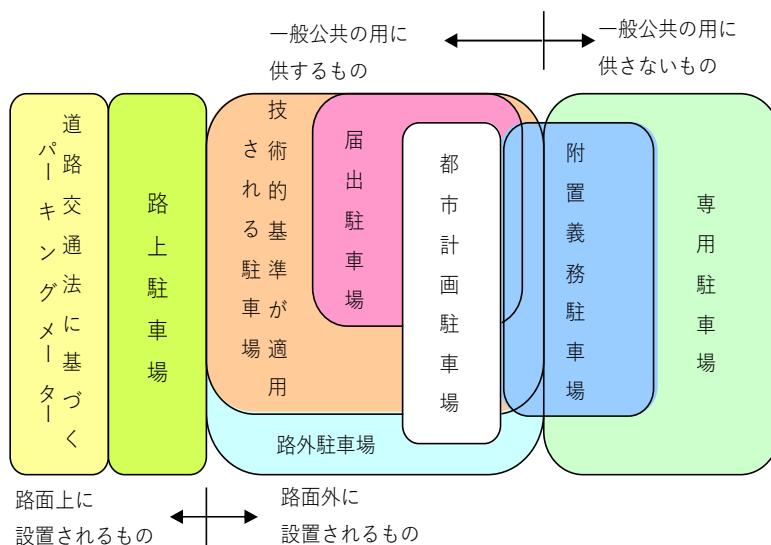 一般公共の用に
供するもの
一般公共の用に
供さないもの
道路交通法に基づく
パーキングメーター
路上駐車場
技術的基準が適用
される駐車場
届出駐車場
都市計画駐車場
附置義務駐車場
専用駐車場
路外駐車場
路面上に
設置されるもの
路面外に
設置されるもの